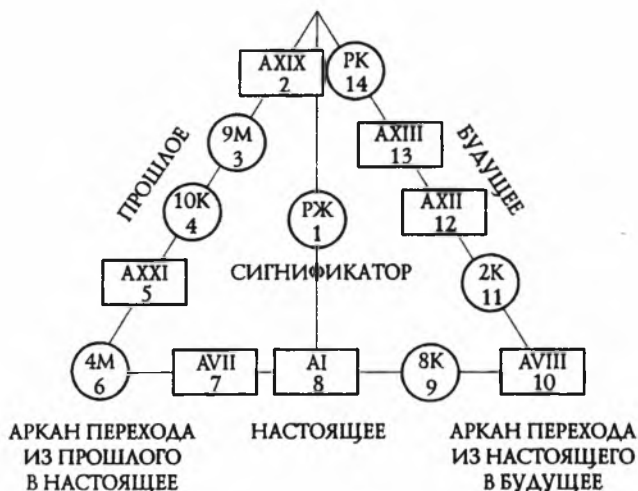 AXIX
2
РК
14
9М
3
AXIII
13
ПРОШЛОЕ
БУДУЩЕЕ
10К
4
РЖ
1
AXII
12
AXXI
5
СИГНИФИКАТОР
2К
11
4М
6
AVII
7
AI
8
8К
9
AVIII
10
АРКАН ПЕРЕХОДА
ИЗ ПРОШЛОГО
В НАСТОЯЩЕЕ
НАСТОЯЩЕЕ
АРКАН ПЕРЕХОДА
ИЗ НАСТОЯЩЕГО
В БУДУЩЕЕ